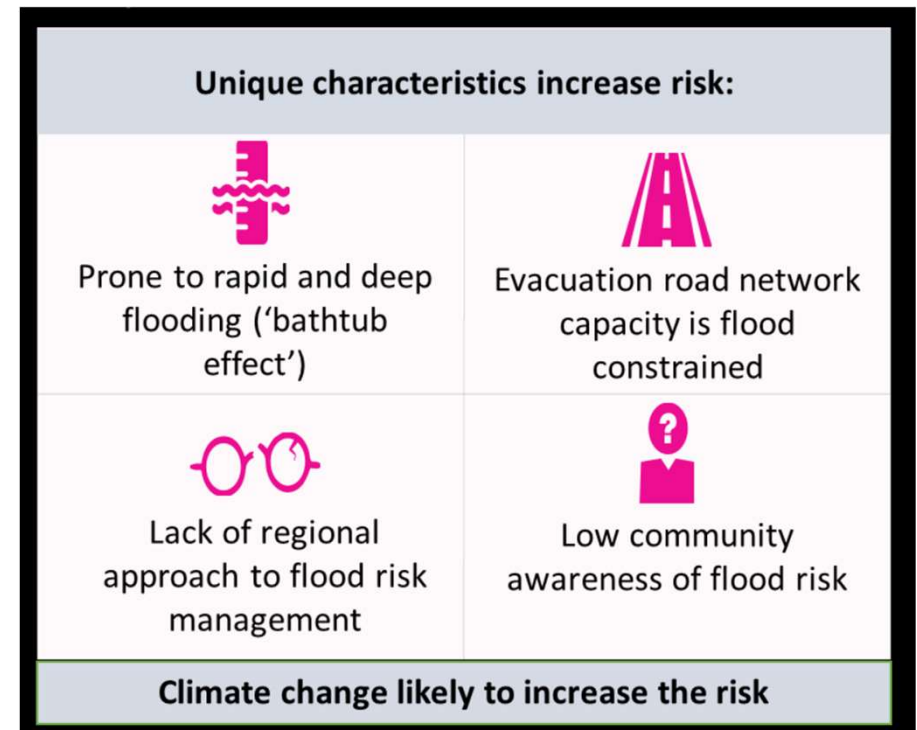 Unique characteristics increase risk:
Prone to rapid and deep
flooding (‘bathtub
effect’)
Evacuation road network
capacity is flood
constrained
?
Lack of regional
approach to flood risk
management
Low community
awareness of flood risk
Climate change likely to increase the risk